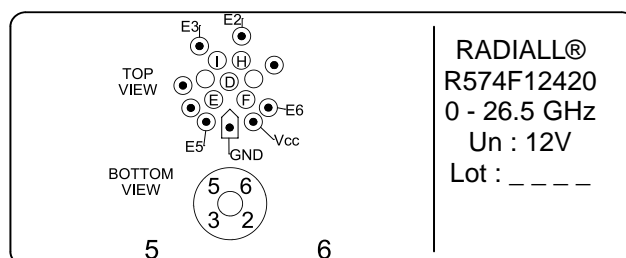 E3 E2
I H
TOP VIEW
D
E F
E6
E5
Vcc
GND
BOTTOM VIEW
5 6
3 2
5 6
RADIALL®
R574F12420
0 - 26.5 GHz
Un : 12V
Lot : _ _ _ _